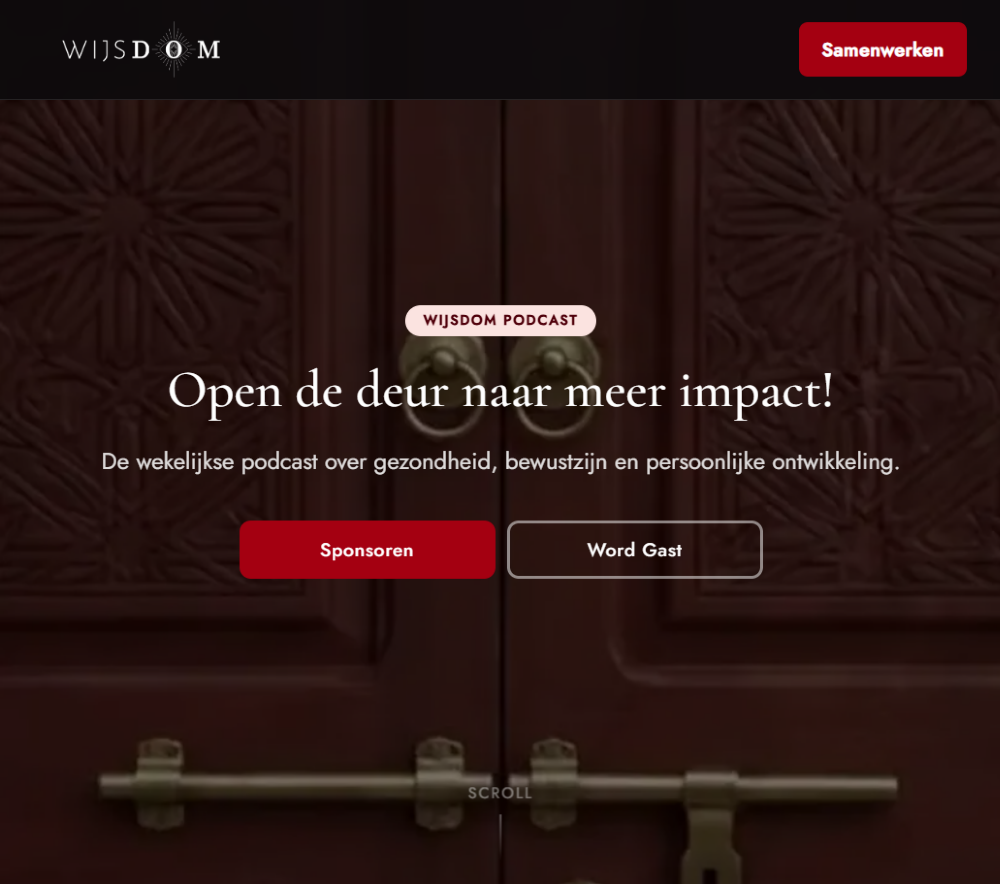 WIJSDOM
Samenwerken
WIJSDOM PODCAST
Open de deur naar meer impact!
De wekelijkse podcast over gezondheid, bewustzijn en persoonlijke ontwikkeling.
Sponsoren
Word Gast
SCROLL